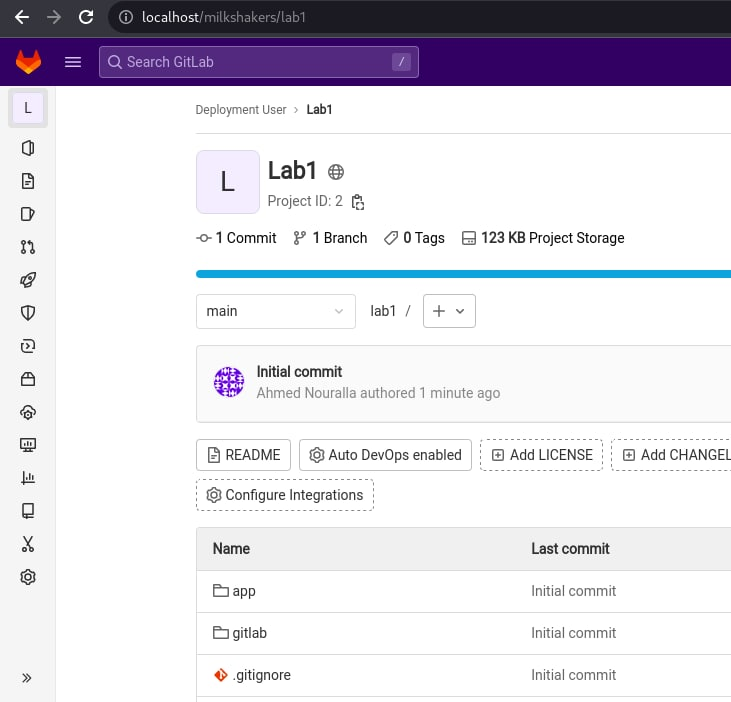 localhost/milkshakers/lab1
Search GitLab /
L
Deployment User > Lab1
L
Lab1
Project ID: 2
1 Commit 1 Branch 0 Tags 123 KB Project Storage
main lab1 /
Initial commit
Ahmed Nouralla authored 1 minute ago
README Auto DevOps enabled Add LICENSE Add CHANGEL
Configure Integrations
Name Last commit
app Initial commit
gitlab Initial commit
.gitignore Initial commit